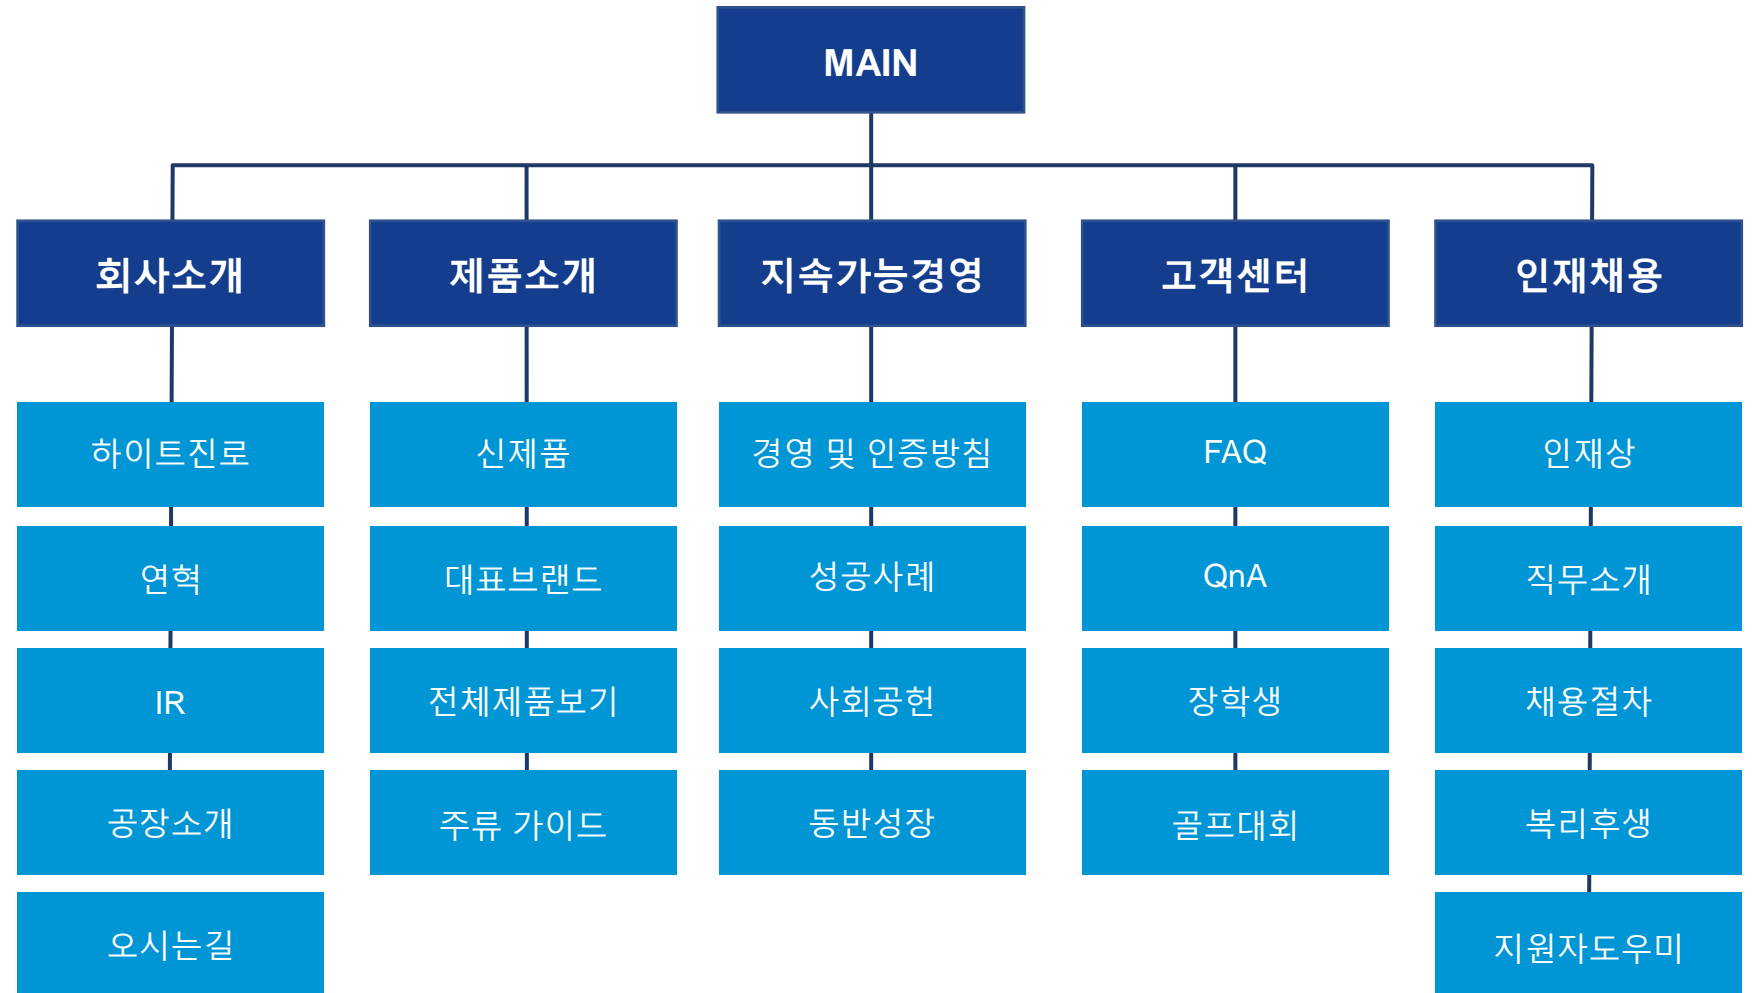 MAIN
회사소개
제품소개
지속가능경영
고객센터
인재채용
하이트진로
신제품
경영 및 인증방침
FAQ
인재상
연혁
대표브랜드
성공사례
QnA
직무소개
IR
전체제품보기
사회공헌
장학생
채용절차
공장소개
주류 가이드
동반성장
골프대회
복리후생
오시는길
지원자도우미